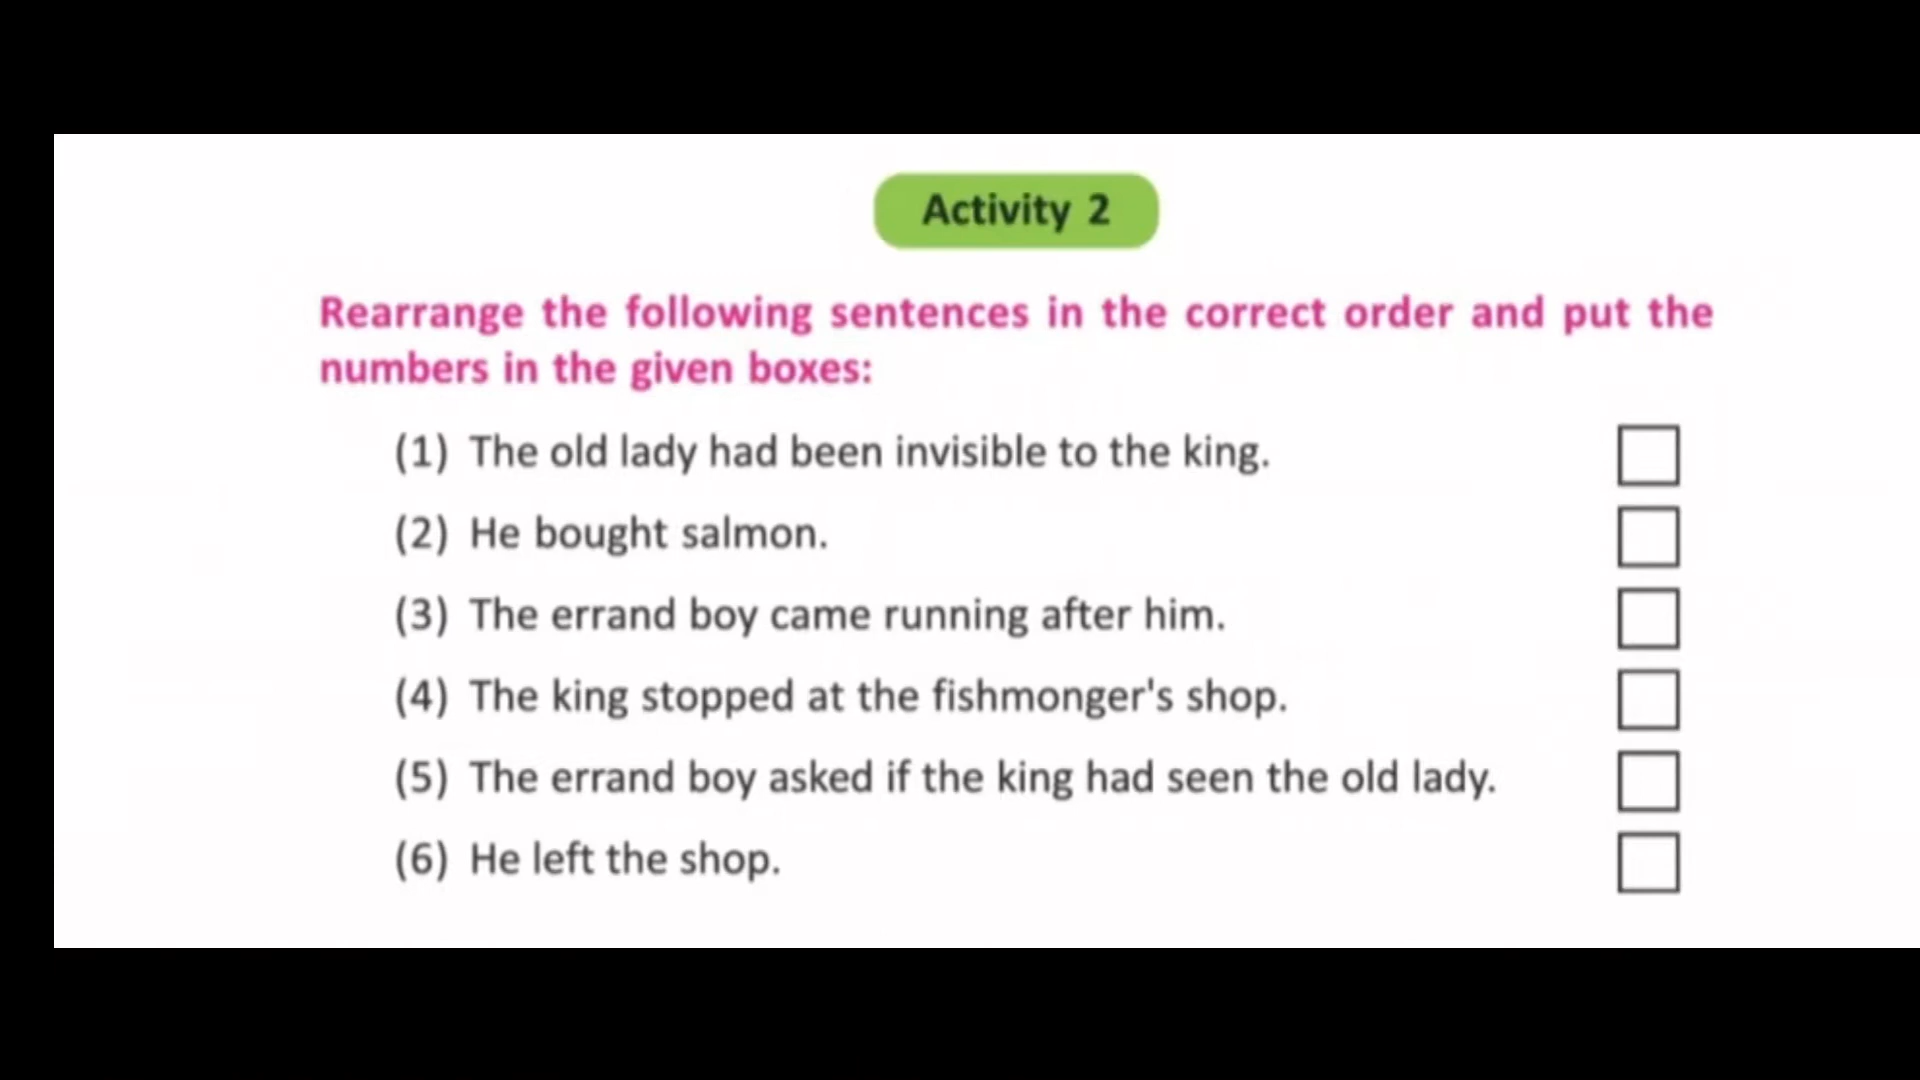 Activity 2
Rearrange the following sentences in the correct order and put the
numbers in the given boxes:
(1) The old lady had been invisible to the king.
(2) He bought salmon.
(3) The errand boy came running after him.
(4) The king stopped at the fishmonger's shop.
(5) The errand boy asked if the king had seen the old lady.
(6) He left the shop.